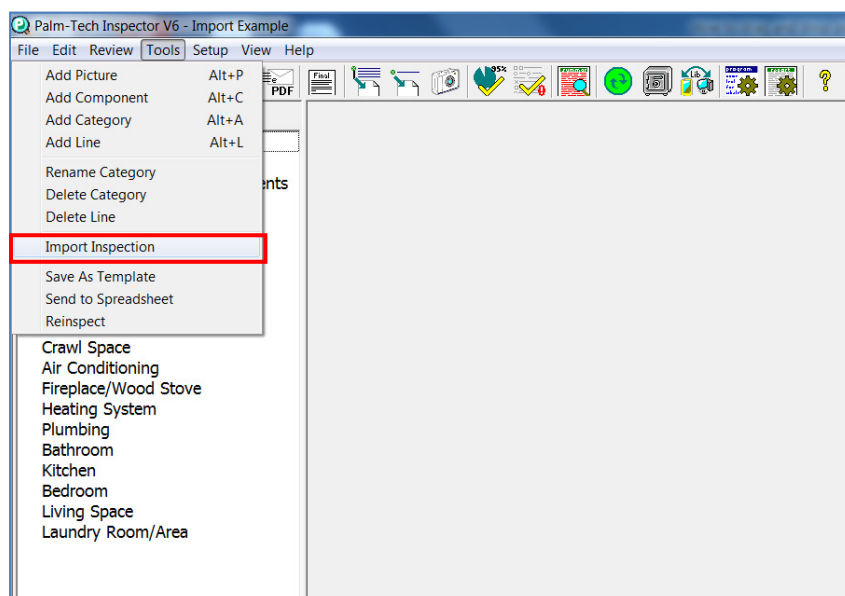 Palm-Tech Inspector V6 - Import Example
File Edit Review Tools Setup View Help
Add Picture Alt+P
Add Component Alt+C
Add Category Alt+A
Add Line Alt+L
Rename Category
Delete Category
Delete Line
Import Inspection
Save As Template
Send to Spreadsheet
Reinspect
PDF
Final
95%
Lib
ents
Crawl Space
Air Conditioning
Fireplace/Wood Stove
Heating System
Plumbing
Bathroom
Kitchen
Bedroom
Living Space
Laundry Room/Area